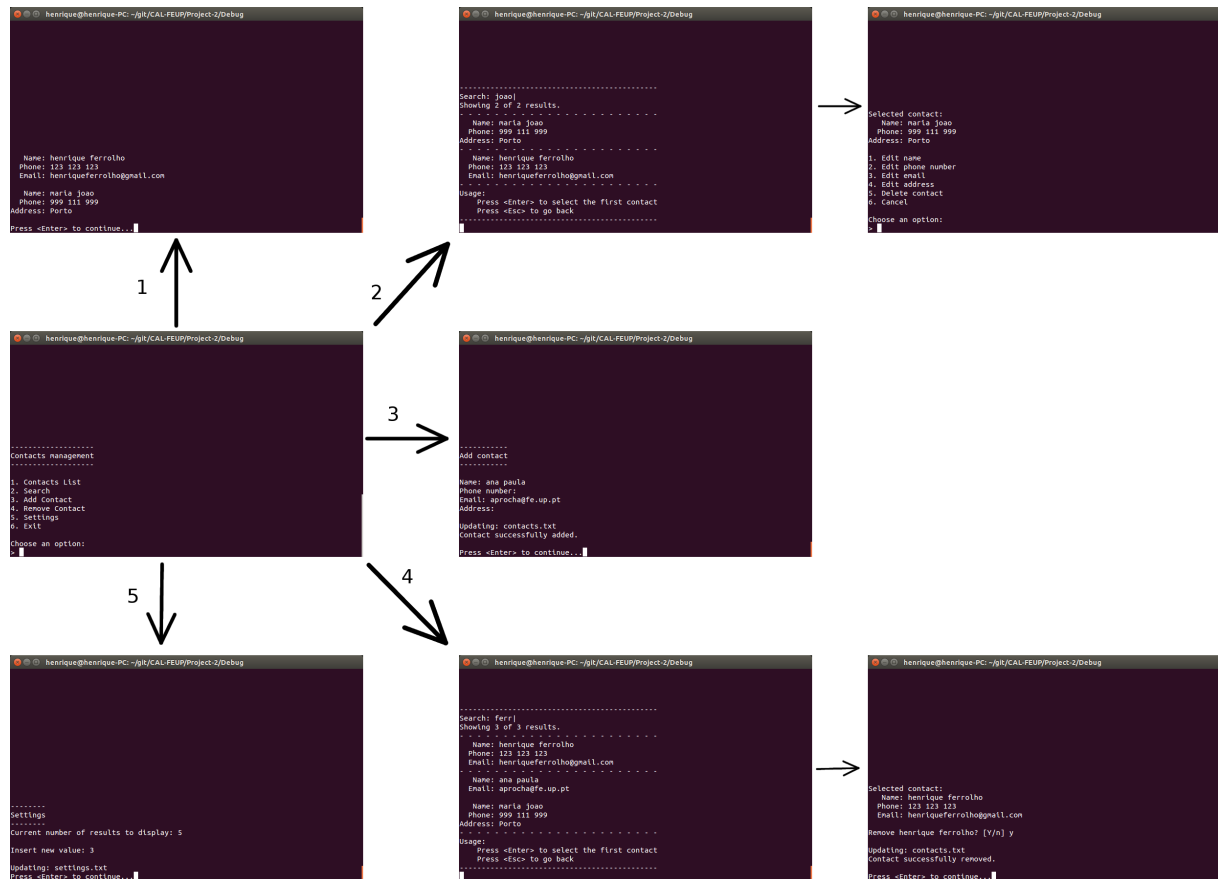 henrique@henrique-PC: ~/git/CAL-FEUP/Project-2/Debug
Name: henrique ferrolho
Phone: 123 123 123
Email: henriqueferrolho@gmail.com
Name: maria joao
Phone: 999 111 999
Address: Porto
Press <Enter> to continue...
henrique@henrique-PC: ~/git/CAL-FEUP/Project-2/Debug
---------------------------------------------
Search: joao|
Showing 2 of 2 results.
- - - - - - - - - - - - - - - - - - - - - - -
Name: maria joao
Phone: 999 111 999
Address: Porto
- - - - - - - - - - - - - - - - - - - - - - -
Name: henrique ferrolho
Phone: 123 123 123
Email: henriqueferrolho@gmail.com
- - - - - - - - - - - - - - - - - - - - - - -
Usage:
Press <Enter> to select the first contact
Press <Esc> to go back
---------------------------------------------
henrique@henrique-PC: ~/git/CAL-FEUP/Project-2/Debug
Selected contact:
Name: maria joao
Phone: 999 111 999
Address: Porto
1. Edit name
2. Edit phone number
3. Edit email
4. Edit address
5. Delete contact
6. Cancel
Choose an option:
>
1
2
henrique@henrique-PC: ~/git/CAL-FEUP/Project-2/Debug
-------------------
Contacts management
-------------------
1. Contacts List
2. Search
3. Add Contact
4. Remove Contact
5. Settings
6. Exit
Choose an option:
>
3
henrique@henrique-PC: ~/git/CAL-FEUP/Project-2/Debug
-----------
Add contact
-----------
Name: ana paula
Phone number:
Email: aprocha@fe.up.pt
Address:
Updating: contacts.txt
Contact successfully added.
Press <Enter> to continue...
5
4
henrique@henrique-PC: ~/git/CAL-FEUP/Project-2/Debug
--------
Settings
--------
Current number of results to display: 5
Insert new value: 3
Updating: settings.txt
Press <Enter> to continue...
henrique@henrique-PC: ~/git/CAL-FEUP/Project-2/Debug
---------------------------------------------
Search: ferr|
Showing 3 of 3 results.
- - - - - - - - - - - - - - - - - - - - - - -
Name: henrique ferrolho
Phone: 123 123 123
Email: henriqueferrolho@gmail.com
- - - - - - - - - - - - - - - - - - - - - - -
Name: ana paula
Email: aprocha@fe.up.pt
Name: maria joao
Phone: 999 111 999
Address: Porto
- - - - - - - - - - - - - - - - - - - - - - -
Usage:
Press <Enter> to select the first contact
Press <Esc> to go back
---------------------------------------------
henrique@henrique-PC: ~/git/CAL-FEUP/Project-2/Debug
Selected contact:
Name: henrique ferrolho
Phone: 123 123 123
Email: henriqueferrolho@gmail.com
Remove henrique ferrolho? [Y/n] y
Updating: contacts.txt
Contact successfully removed.
Press <Enter> to continue...